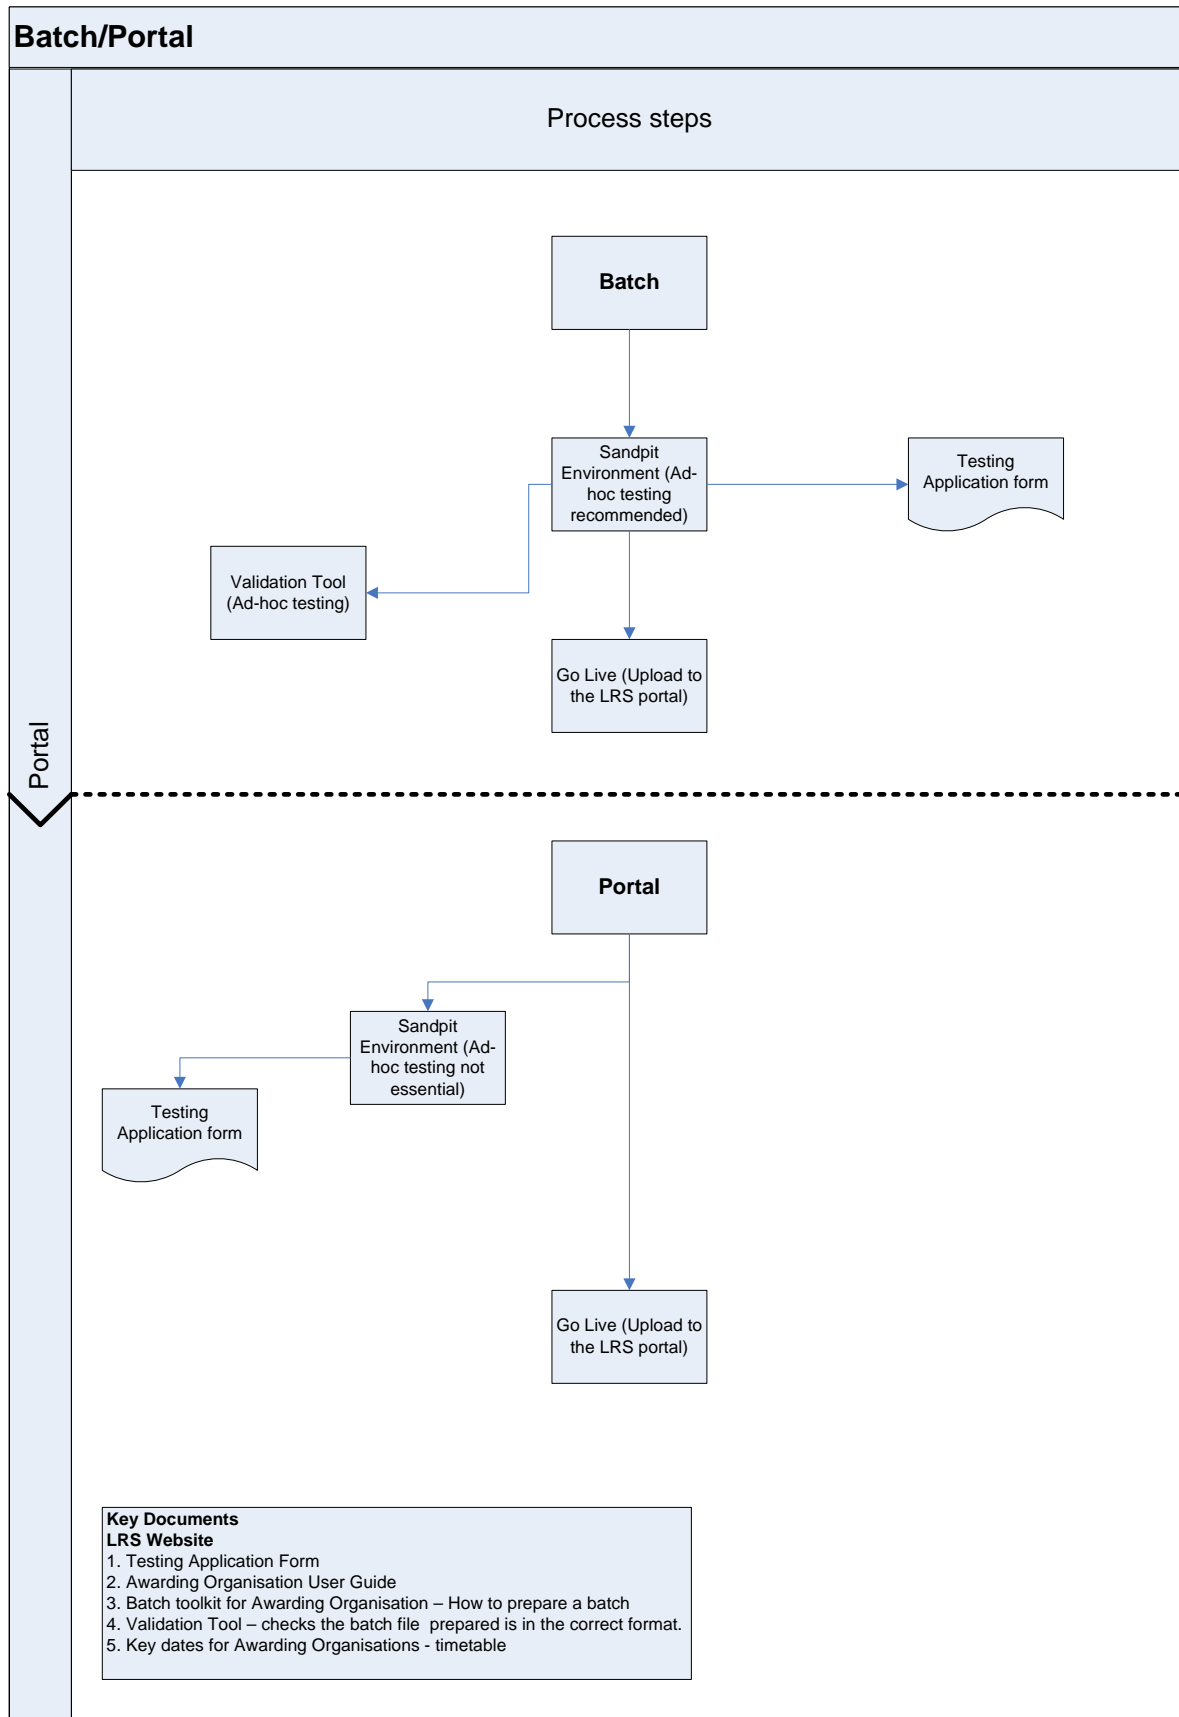 Batch/Portal
Process steps
Portal
Batch
Sandpit
Environment (Ad-
hoc testing
recommended)
Testing
Application form
Validation Tool
(Ad-hoc testing)
Go Live (Upload to
the LRS portal)
Portal
Sandpit
Environment (Ad-
hoc testing not
essential)
Testing
Application form
Go Live (Upload to
the LRS portal)
Key Documents
LRS Website
1. Testing Application Form
2. Awarding Organisation User Guide
3. Batch toolkit for Awarding Organisation – How to prepare a batch
4. Validation Tool – checks the batch file  prepared is in the correct format.
5. Key dates for Awarding Organisations - timetable